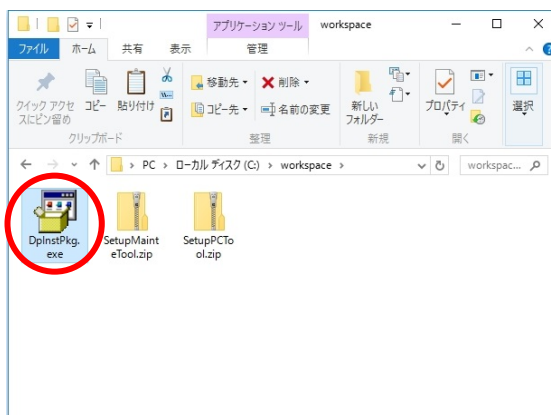 アプリケーション ツール workspace
ファイル ホーム 共有 表示 管理
クイック アクセスにピン留め
コピー 貼り付け
移動先 削除
コピー先 名前の変更
新しいフォルダー
プロパティ
選択
クリップボード 整理 新規 開く
PC > ローカル ディスク (C:) > workspace >
workspac...
DpInstPkg.
exe
SetupMaint
eTool.zip
SetupPCTo
ol.zip